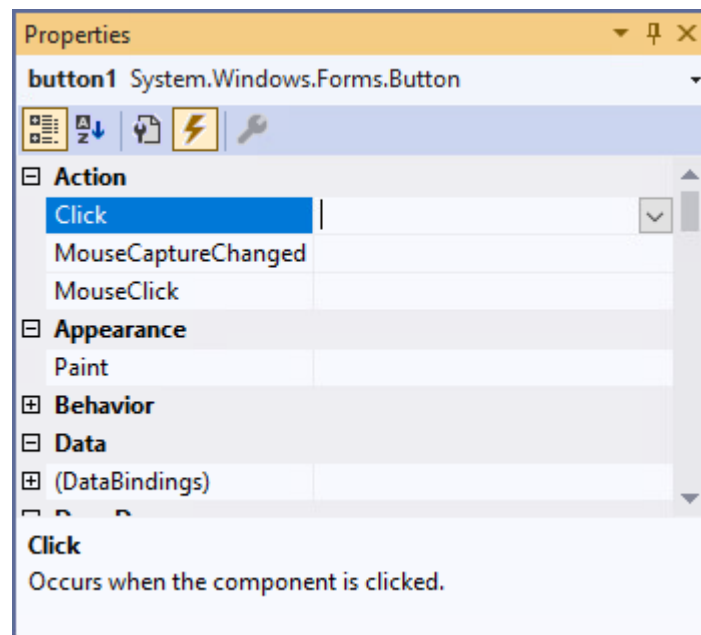 Properties
button1 System.Windows.Forms.Button
Action
Click
MouseCaptureChanged
MouseClick
Appearance
Paint
Behavior
Data
(DataBindings)
Click
Occurs when the component is clicked.